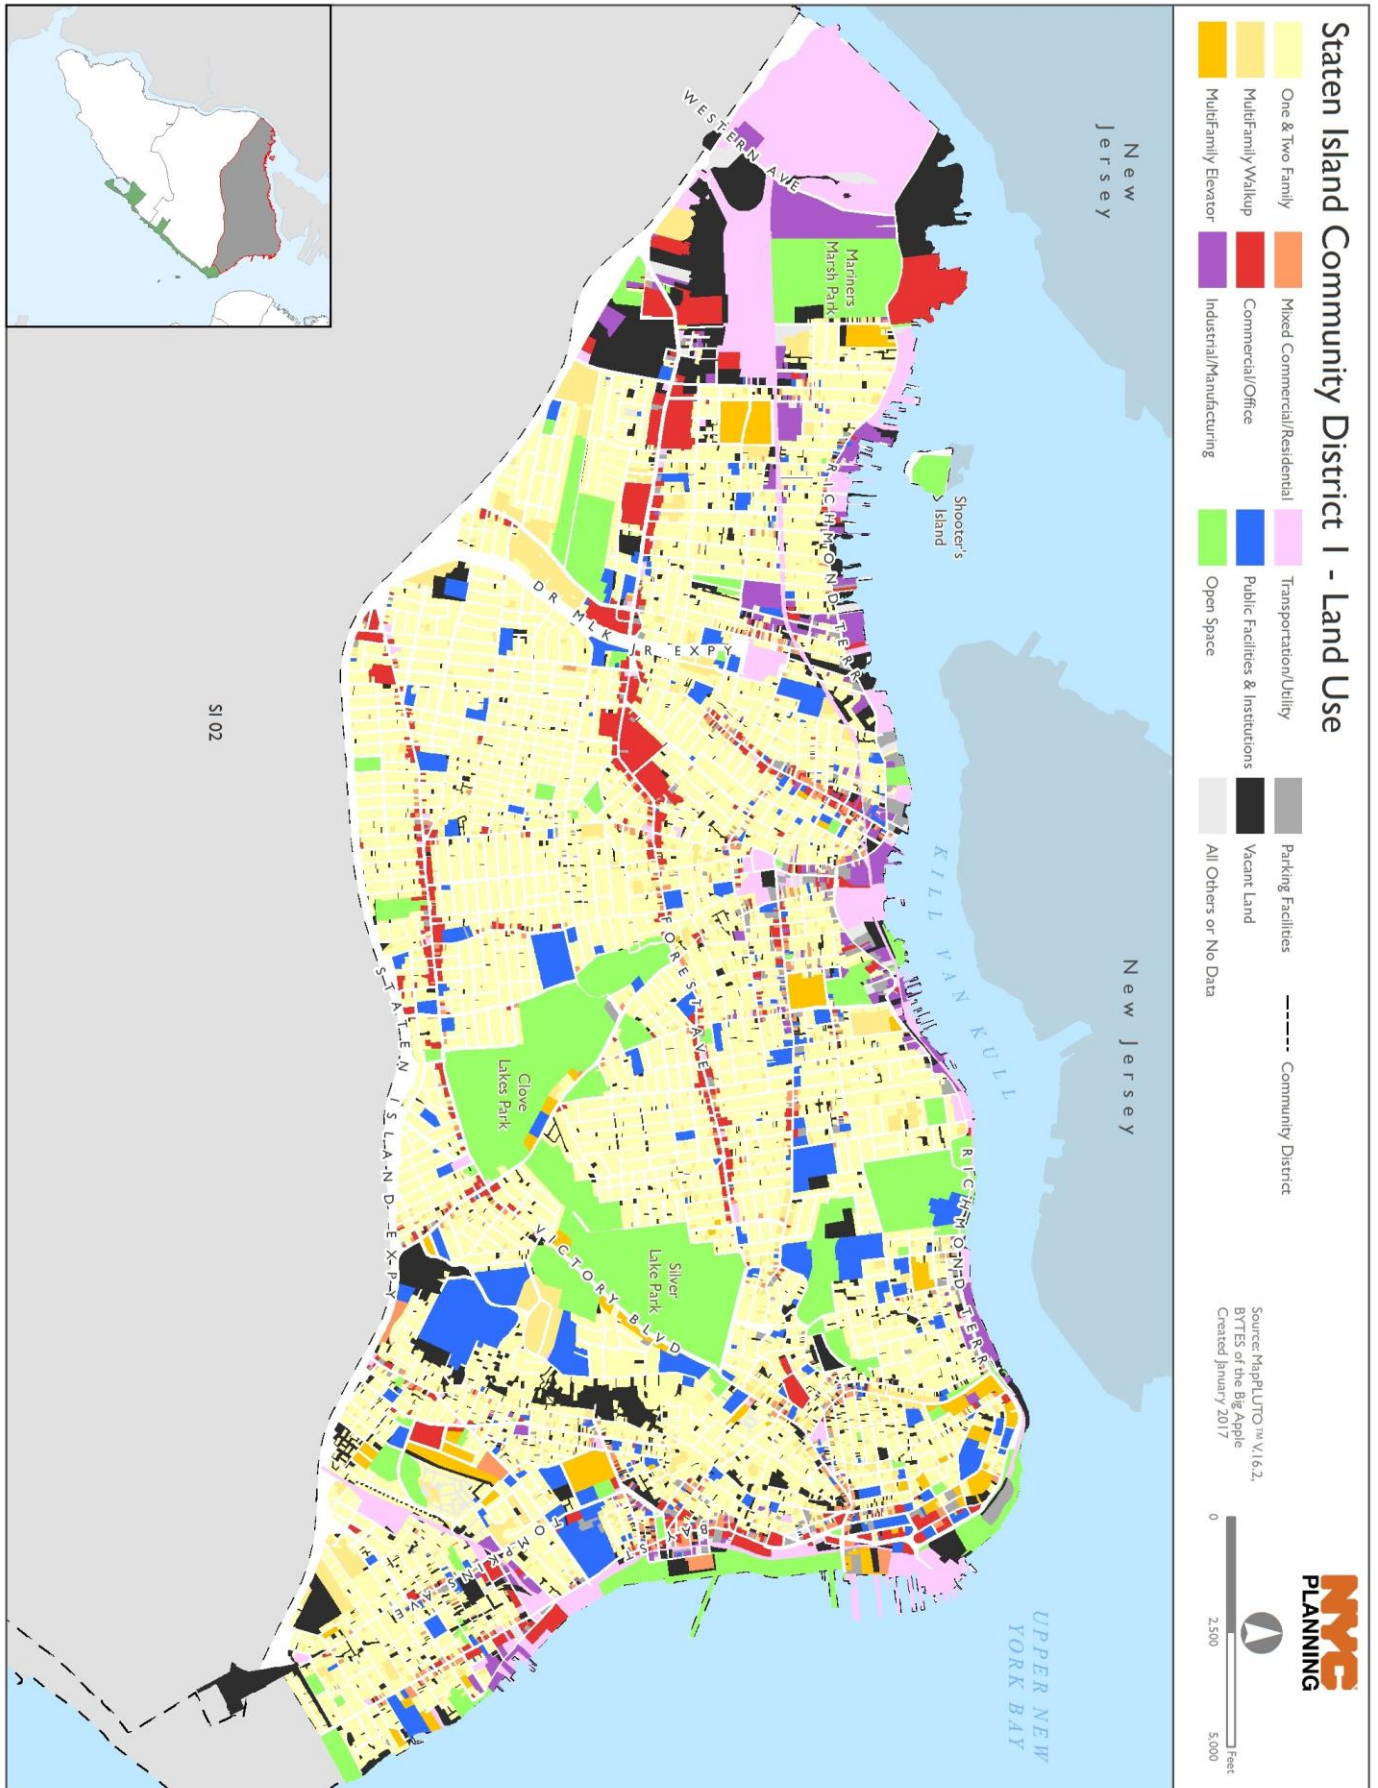 Staten Island Community District 1 - Land Use
NYC
PLANNING
One & Two Family
MultiFamily Walkup
MultiFamily Elevator
Mixed Commercial/Residential
Commercial/Office
Industrial/Manufacturing
Transportation/Utility
Public Facilities & Institutions
Open Space
Parking Facilities
Vacant Land
All Others or No Data
Community District
Source: MapPLUTO™ V.16.2,
BYTES of the Big Apple
Created January 2017
0 2,500 5,000
Feet
New
Jersey
New Jersey
KILL VAN KULL
UPPER NEW
YORK BAY
Shooter's
Island
Mariners
Marsh Park
WESTERN AVE
RICHMOND TERR
RICHMOND TERR
DR MLK JR EXPY
FOREST AVE
Clove
Lakes Park
Silver
Lake Park
VICTORY BLVD
BAY ST
TOMPKINS AVE
STATEN ISLAND EXPY
SI 02